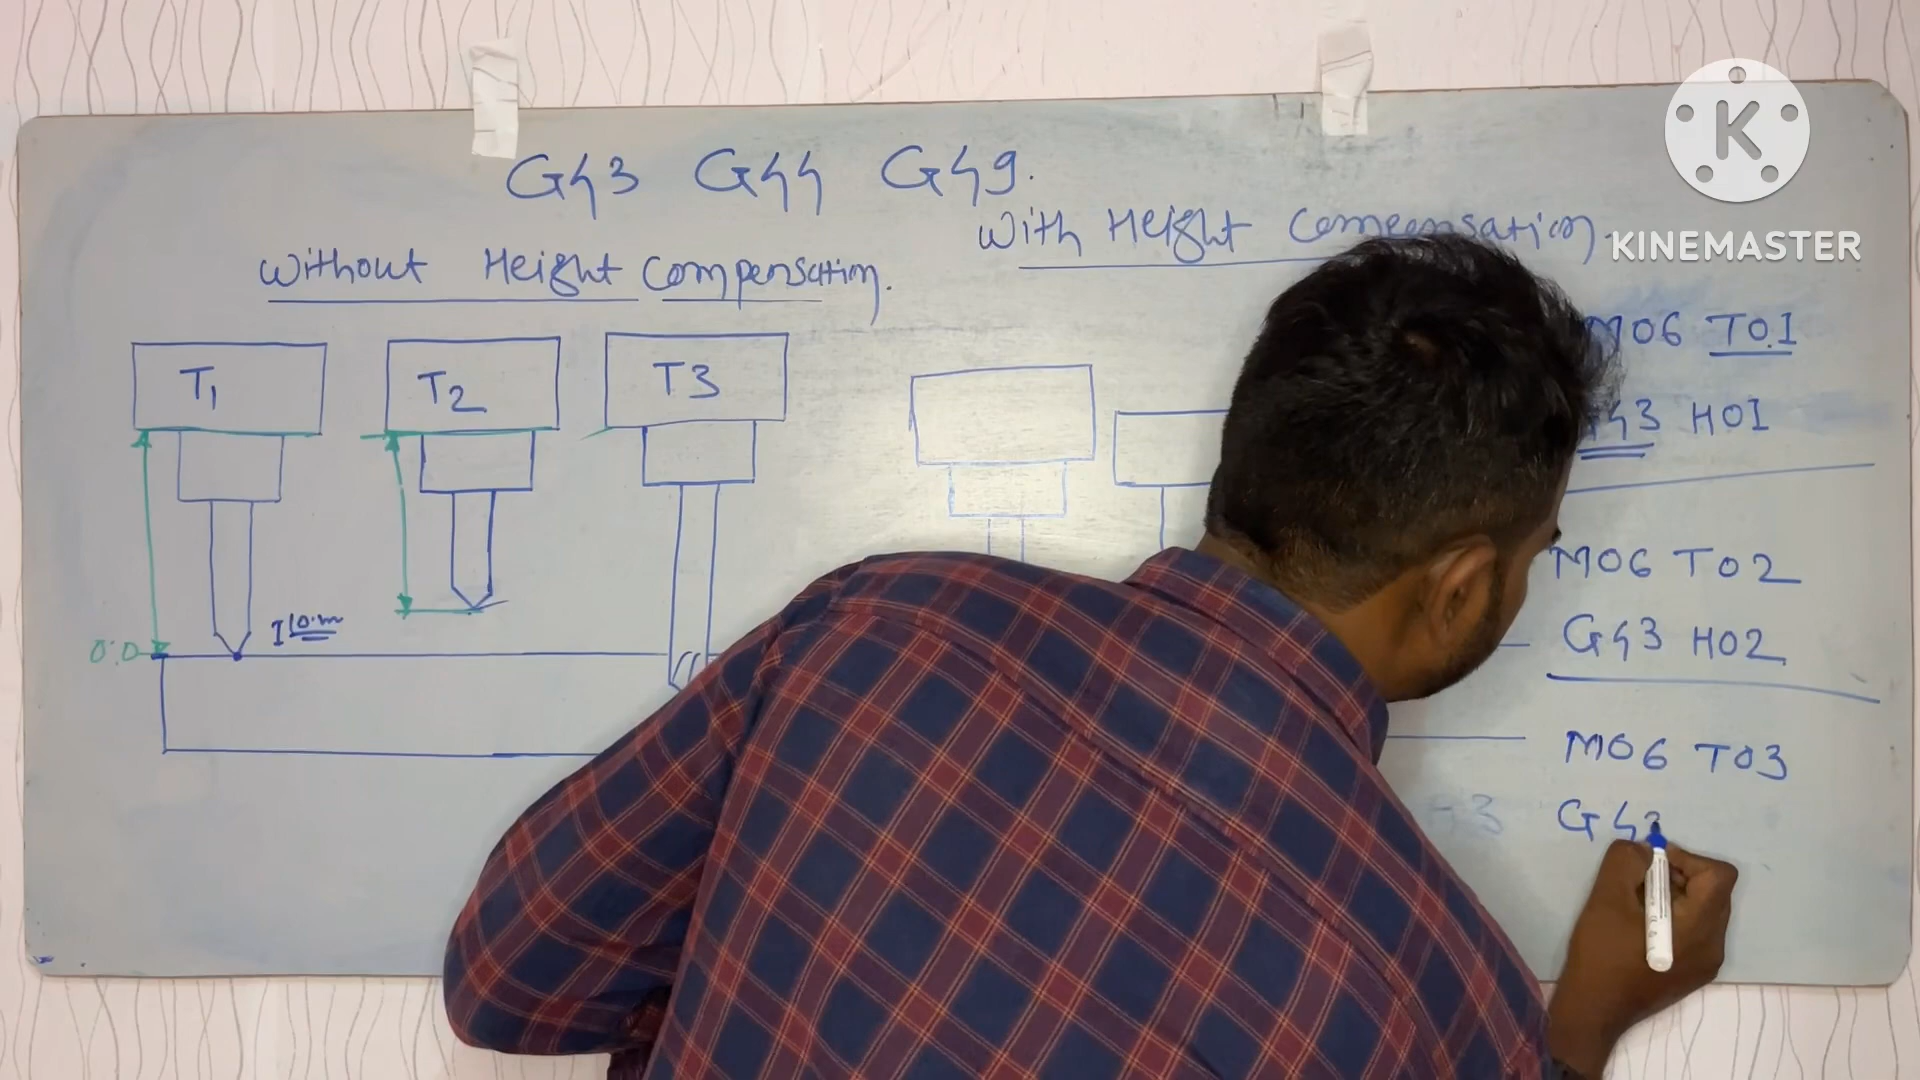 G43 G44 G49.
With Height Compensation.
Without Height Compensation.
K
KINEMASTER
T1
T2
T3
M06 T01
G43 H01
M06 T02
G43 H02
M06 T03
G43
0.0